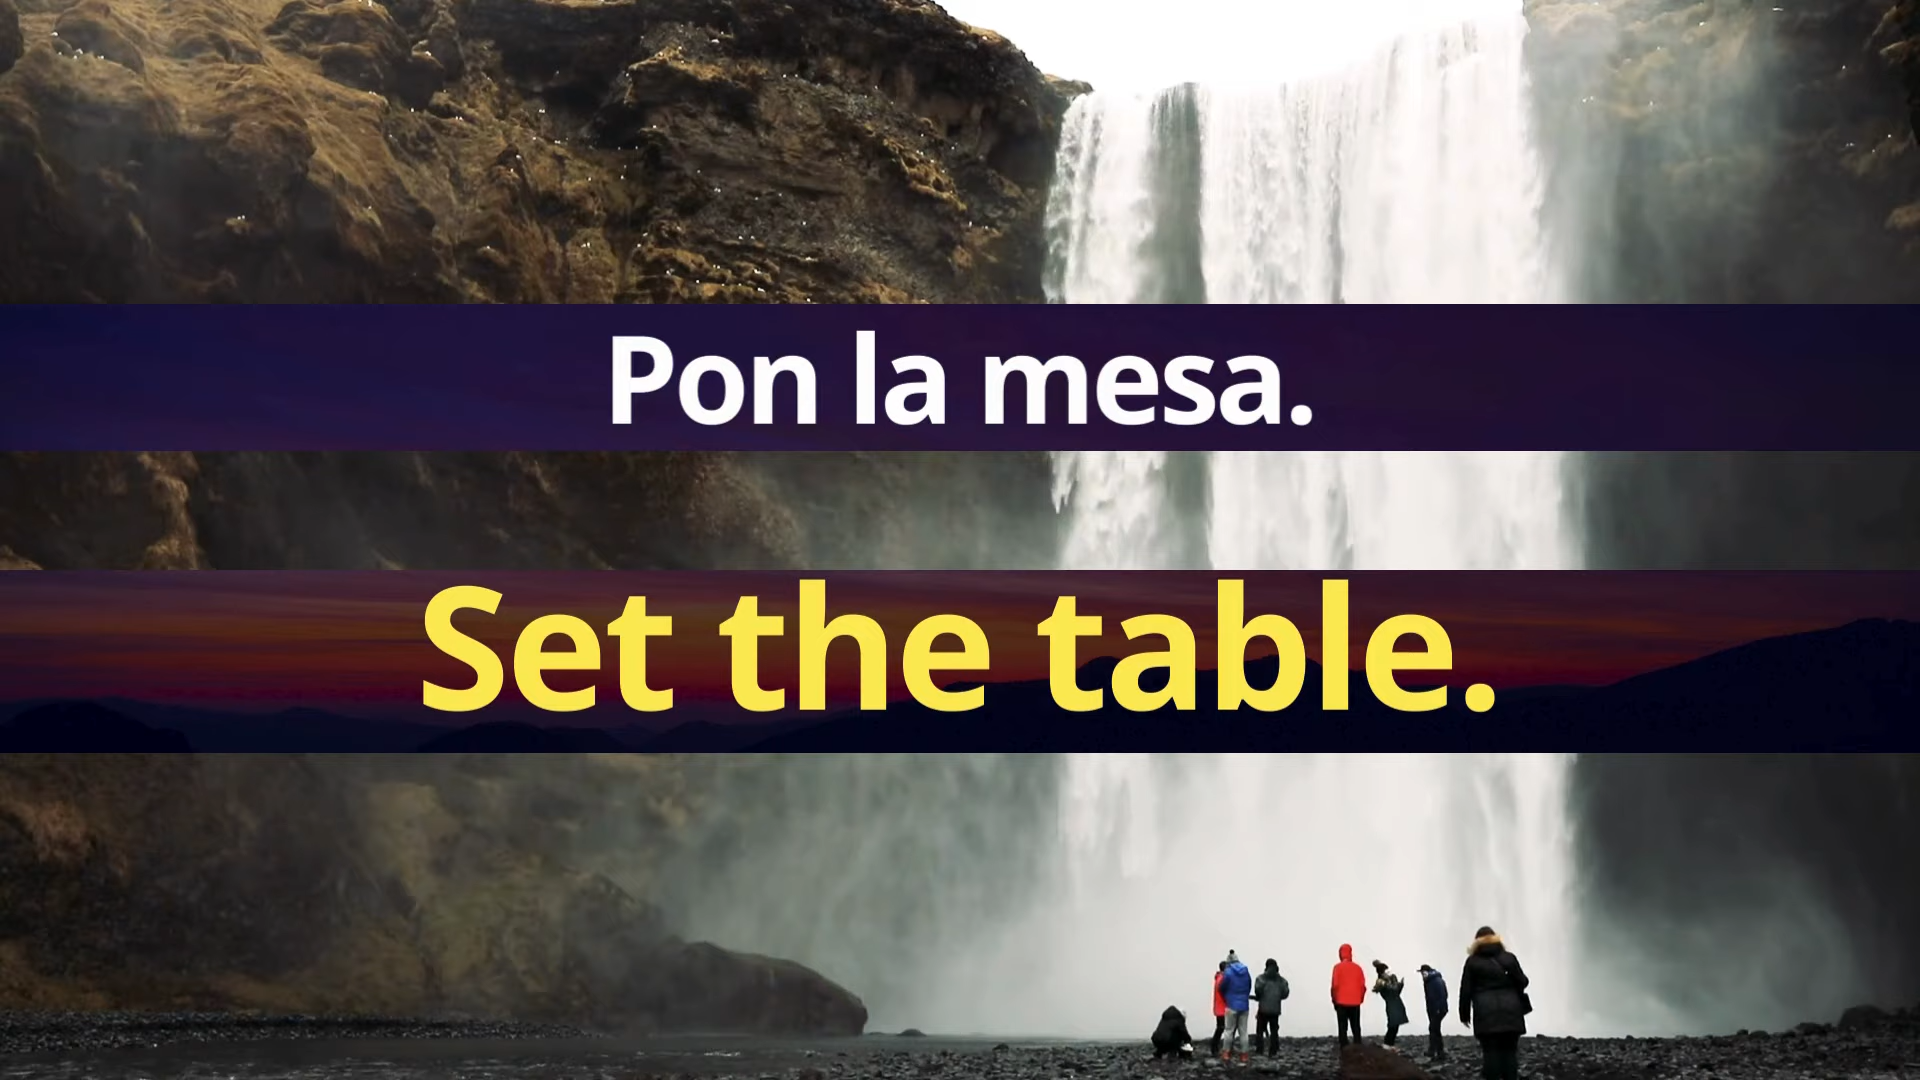 Pon la mesa.
Set the table.